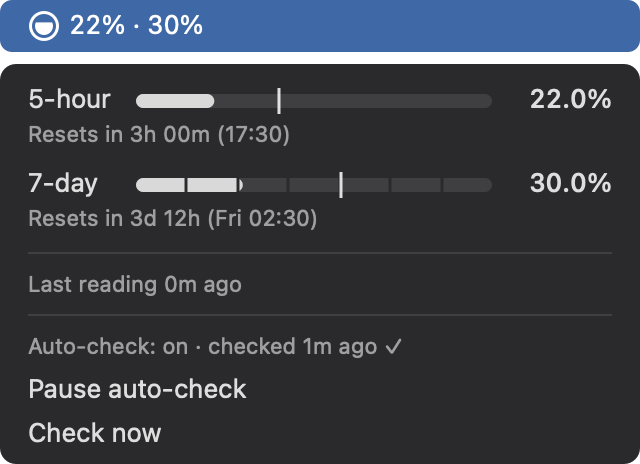 22% · 30%
5-hour 22.0%
Resets in 3h 00m (17:30)
7-day 30.0%
Resets in 3d 12h (Fri 02:30)
Last reading 0m ago
Auto-check: on · checked 1m ago ✓
Pause auto-check
Check now